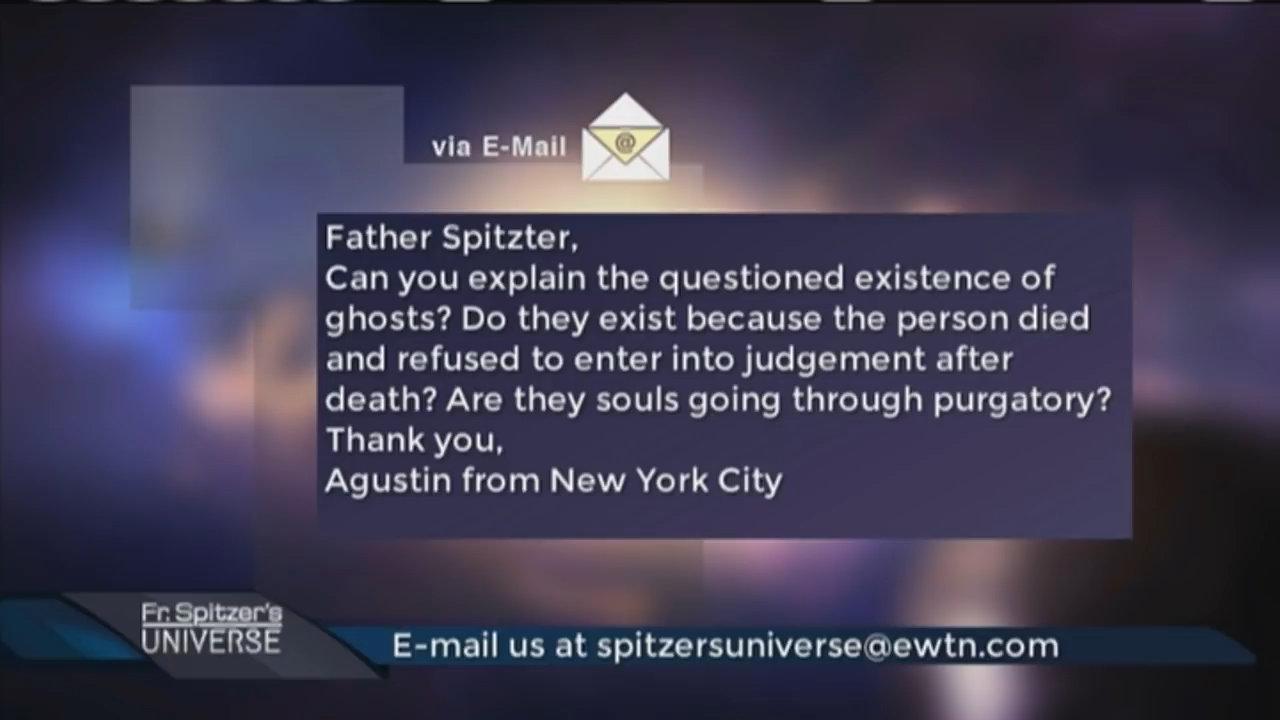 via E-Mail
@
Father Spitzter,
Can you explain the questioned existence of
ghosts? Do they exist because the person died
and refused to enter into judgement after
death? Are they souls going through purgatory?
Thank you,
Agustin from New York City
Fr. Spitzer's
UNIVERSE
E-mail us at spitzersuniverse@ewtn.com